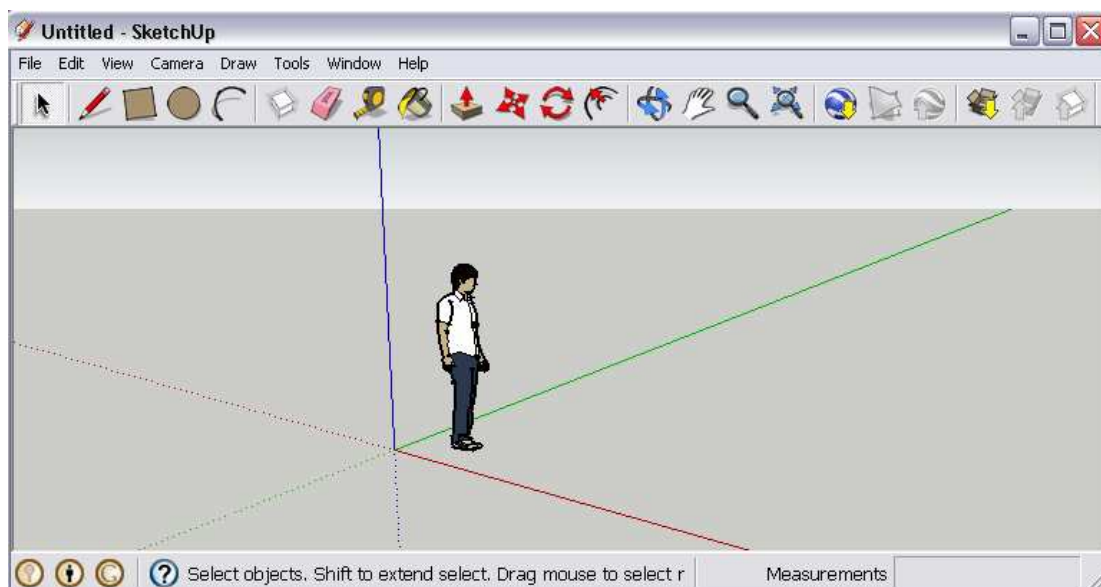 Untitled - SketchUp
File Edit View Camera Draw Tools Window Help
Select objects. Shift to extend select. Drag mouse to select r Measurements